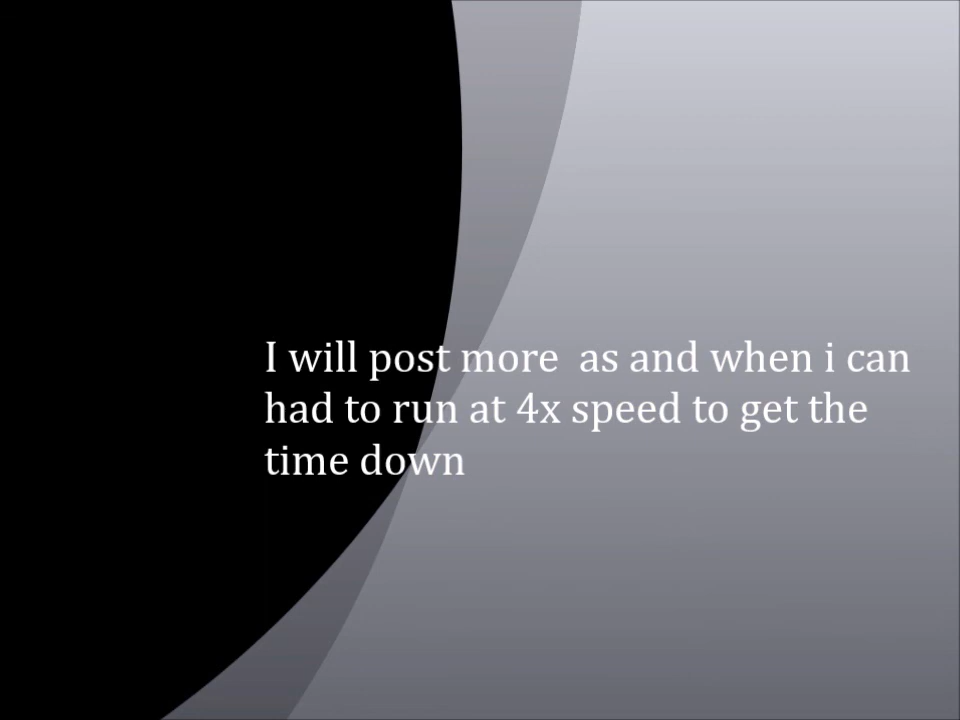 I will post more  as and when i can
had to run at 4x speed to get the
time down